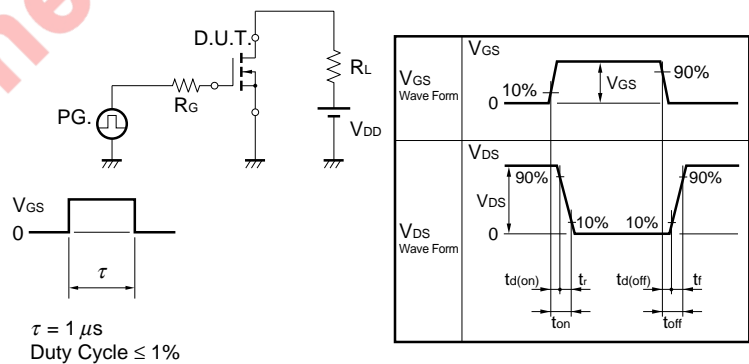 D.U.T.
RL
RG
PG.
VDD
VGS
0
τ
τ = 1 μs
Duty Cycle ≤ 1%
VGS
Wave Form
VGS
10%
VGS
90%
0
VDS
Wave Form
VDS
90%
90%
VDS
10%
10%
0
td(on)
tr
td(off)
tf
ton
toff